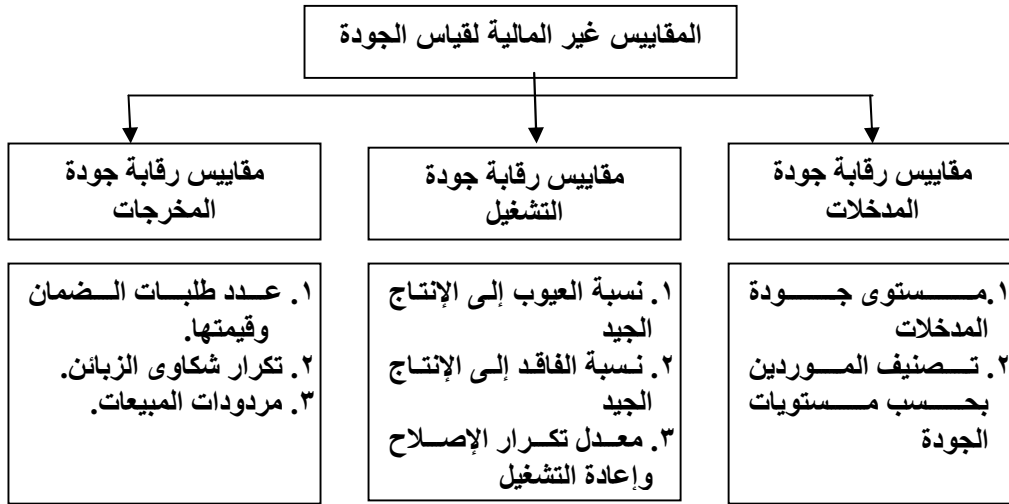 المقاييس غير المالية لقياس الجودة
مقاييس رقابة جودة
المدخلات
مقاييس رقابة جودة
التشغيل
مقاييس رقابة جودة
المخرجات
١.مستوى جودة
المدخلات
٢. تصنيف الموردين
بحسب مستويات
الجودة
١. نسبة العيوب إلى الإنتاج
الجيد
٢. نسبة الفاقد إلى الإنتاج
الجيد
٣. معدل تكرار الإصلاح
وإعادة التشغيل
١. عدد طلبات الضمان
وقيمتها.
٢. تكرار شكاوى الزبائن.
٣. مردودات المبيعات.